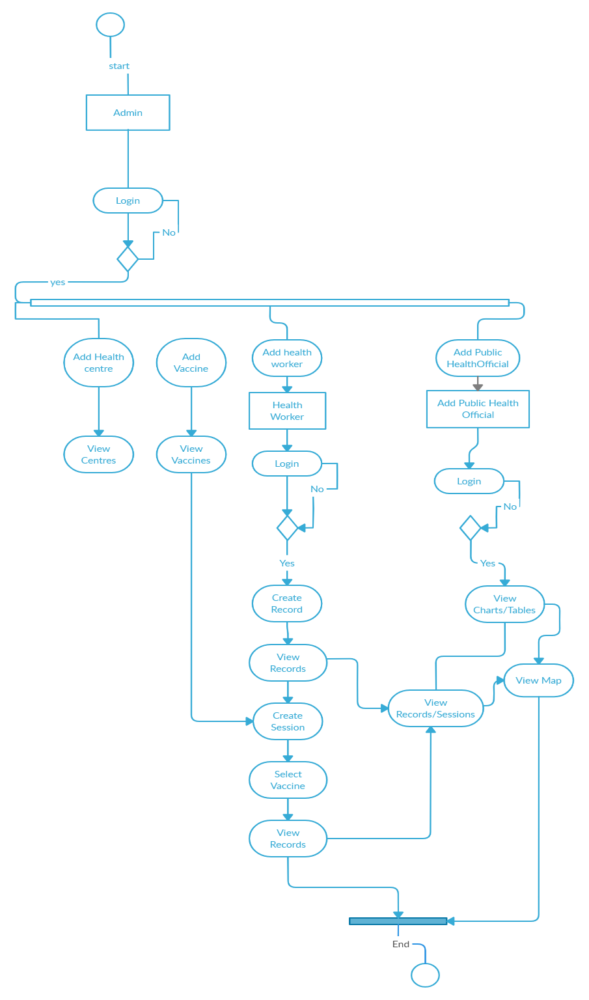 start
Admin
Login
No
yes
Add Health
centre
Add
Vaccine
Add health
worker
Add Public
HealthOfficial
Health
Worker
Add Public Health
Official
View
Centres
View
Vaccines
Login
Login
No
No
Yes
Yes
Create
Record
View
Charts/Tables
View
Records
View Map
View
Records/Sessions
Create
Session
Select
Vaccine
View
Records
End